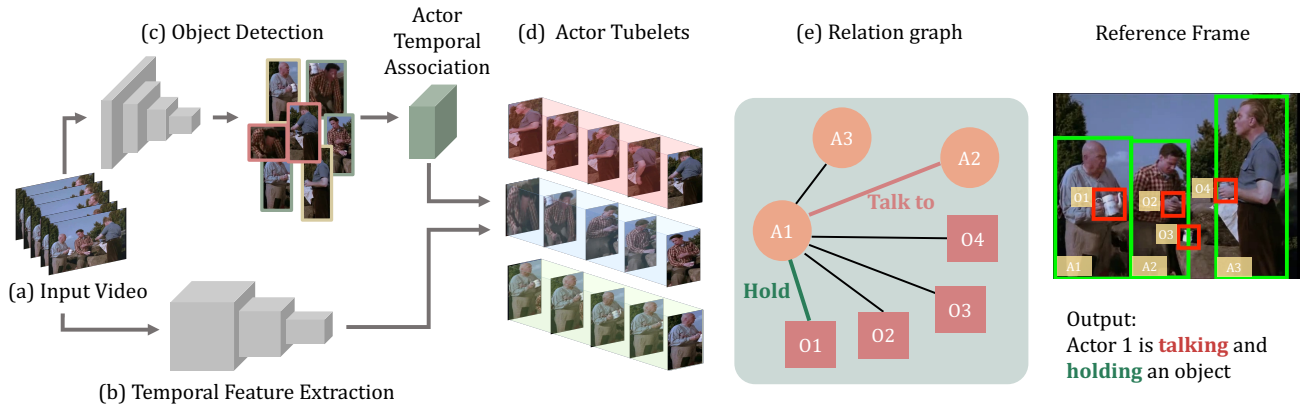 (c) Object Detection
Actor
Temporal
Association
(d) Actor Tubelets
(e) Relation graph
Reference Frame
(a) Input Video
(b) Temporal Feature Extraction
A3
A2
Talk to
A1
O4
Hold
O3
O2
O1
O1
O2
O4
O3
A1
A2
A3
Output:
Actor 1 is talking and
holding an object